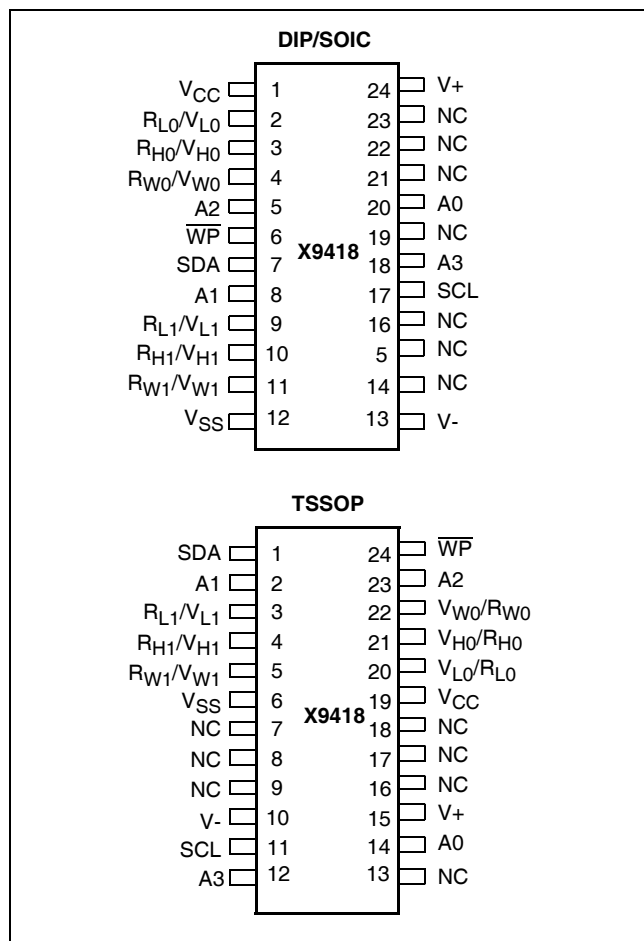 DIP/SOIC
VCC 1 24 V+
RL0/VL0 2 23 NC
RH0/VH0 3 22 NC
RW0/VW0 4 21 NC
A2 5 20 A0
WP 6 19 NC
X9418
SDA 7 18 A3
A1 8 17 SCL
RL1/VL1 9 16 NC
RH1/VH1 10 5 NC
RW1/VW1 11 14 NC
VSS 12 13 V-
TSSOP
SDA 1 24 WP
A1 2 23 A2
RL1/VL1 3 22 VW0/RW0
RH1/VH1 4 21 VH0/RH0
RW1/VW1 5 20 VL0/RL0
VSS 6 19 VCC
X9418
NC 7 18 NC
NC 8 17 NC
NC 9 16 NC
V- 10 15 V+
SCL 11 14 A0
A3 12 13 NC